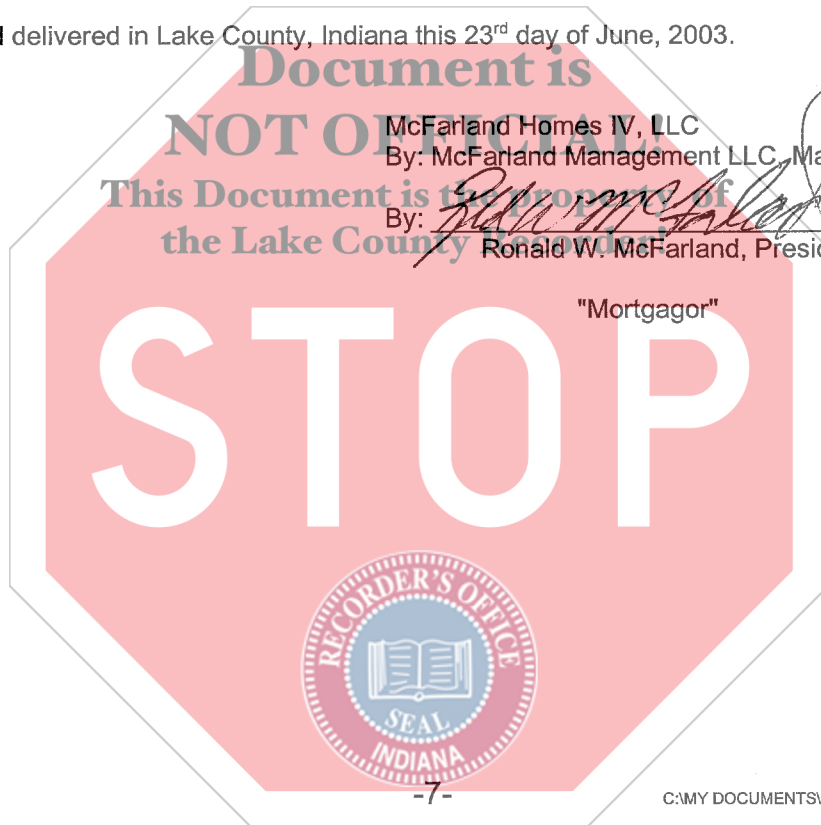 delivered in Lake County, Indiana this 23rd day of June, 2003.
Document is
NOT OFFICIAL!
McFarland Homes IV, LLC
By: McFarland Management LLC,
This Document is the property of
By:
the Lake County Recorder!
Ronald W. McFarland,
"Mortgagor"
STOP
RECORDER'S OFFICE
SEAL
INDIANA
-7-
C:\MY DOCUMENTS\